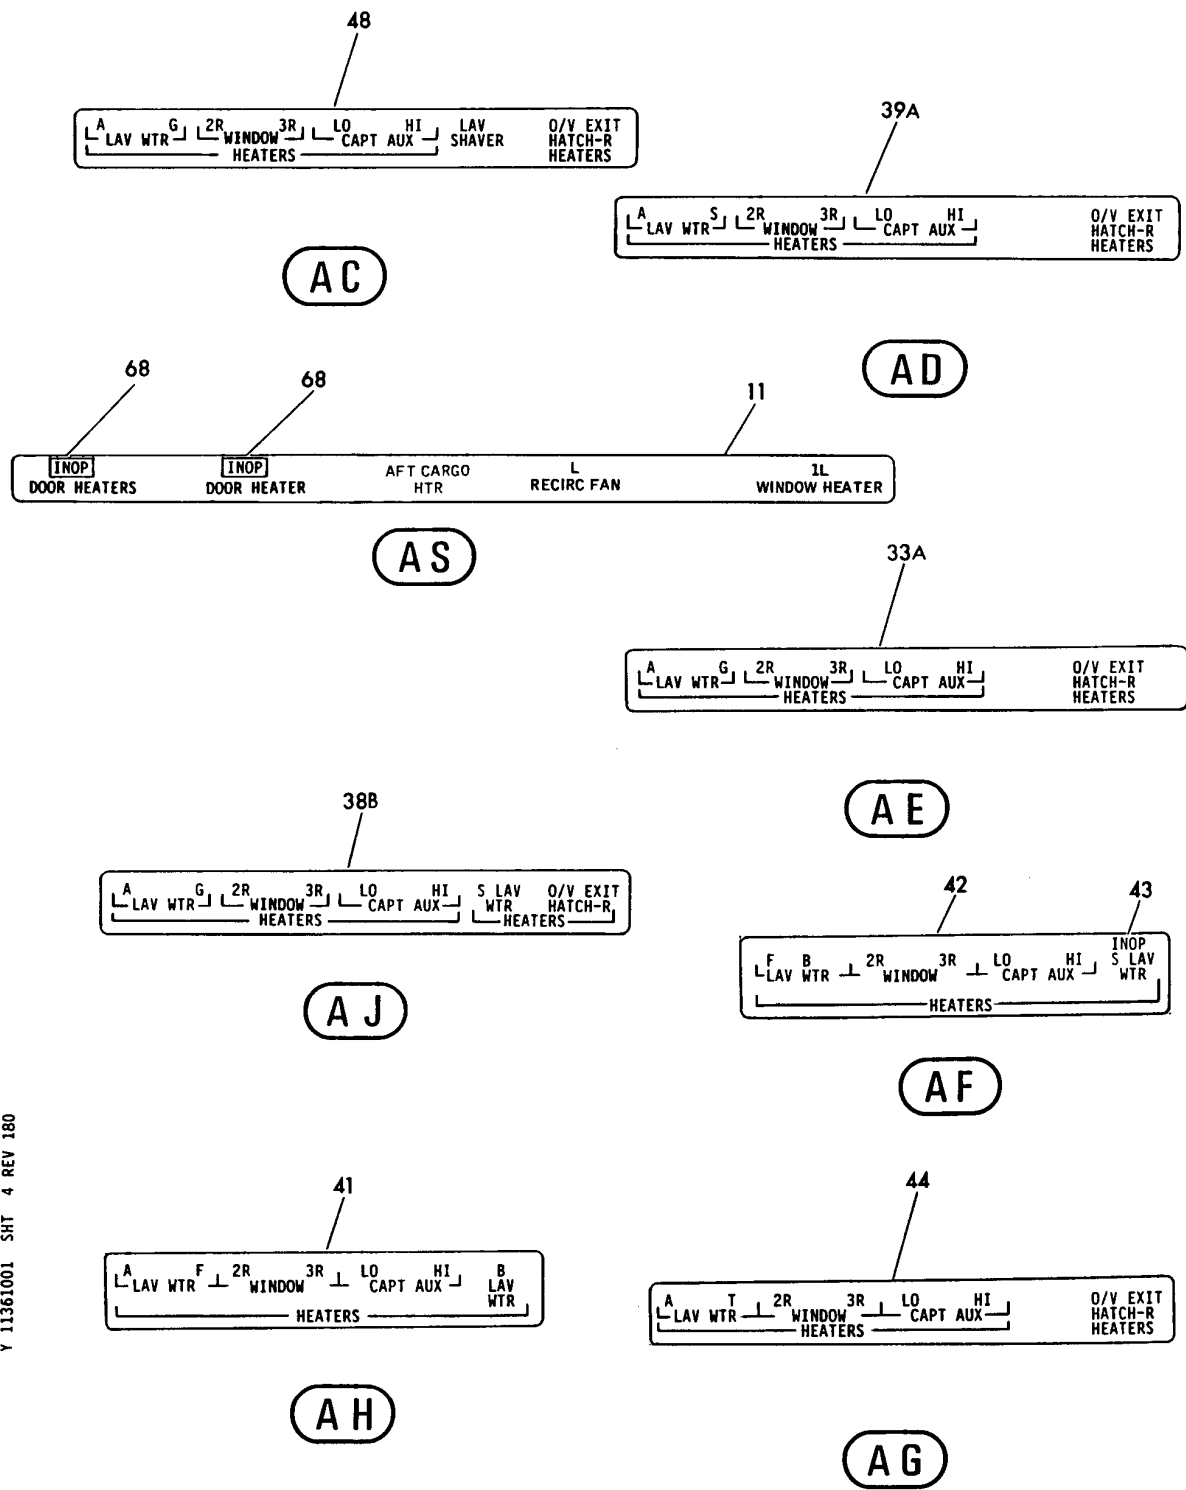 48
A G 2R 3R LO HI LAV O/V EXIT
LAV WTR WINDOW CAPT AUX SHAVER HATCH-R
HEATERS HEATERS
AC
39A
A S 2R 3R LO HI O/V EXIT
LAV WTR WINDOW CAPT AUX HATCH-R
HEATERS HEATERS
AD
68 68 11
INOP INOP AFT CARGO L 1L
DOOR HEATERS DOOR HEATER HTR RECIRC FAN WINDOW HEATER
AS
33A
A G 2R 3R LO HI O/V EXIT
LAV WTR WINDOW CAPT AUX HATCH-R
HEATERS HEATERS
AE
38B
A G 2R 3R LO HI S LAV O/V EXIT
LAV WTR WINDOW CAPT AUX WTR HATCH-R
HEATERS HEATERS
AJ
42 43
INOP
F B 2R 3R LO HI S LAV
LAV WTR WINDOW CAPT AUX WTR
HEATERS
AF
41
A F 2R 3R LO HI B
LAV WTR WINDOW CAPT AUX LAV
WTR
HEATERS
AH
44
A T 2R 3R LO HI O/V EXIT
LAV WTR WINDOW CAPT AUX HATCH-R
HEATERS HEATERS
AG
Y 11361001 SHT 4 REV 180